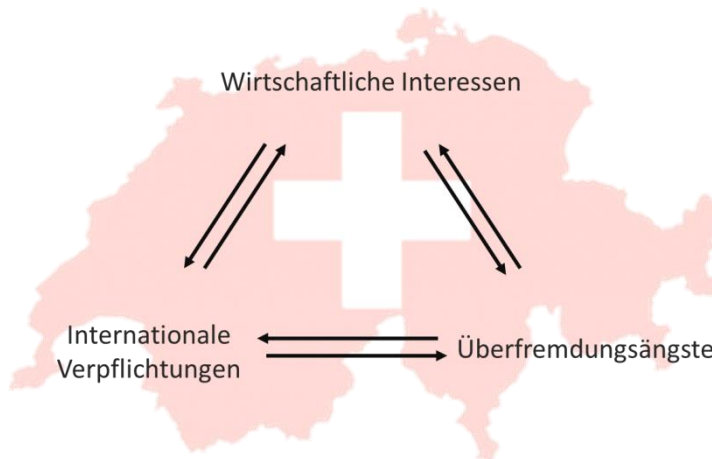 Wirtschaftliche Interessen
Internationale
Verpflichtungen
Überfremdungsängste